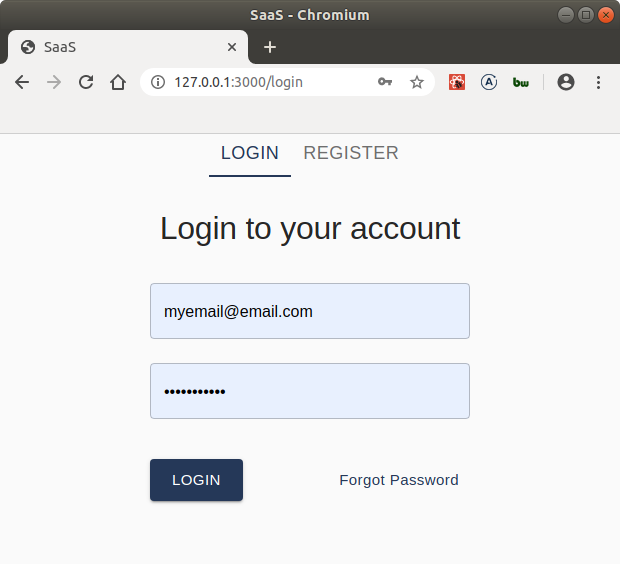 SaaS - Chromium
SaaS
127.0.0.1:3000/login
A
bw
LOGIN REGISTER
Login to your account
myemail@email.com
•••••••••••
LOGIN Forgot Password